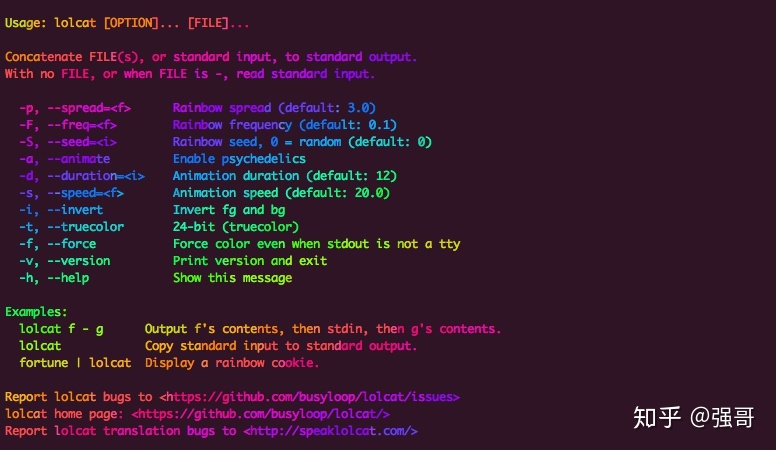 Usage: lolcat [OPTION]... [FILE]...
Concatenate FILE(s), or standard input, to standard output.
With no FILE, or when FILE is -, read standard input.
-p, --spread=<f> Rainbow spread (default: 3.0)
-F, --freq=<f> Rainbow frequency (default: 0.1)
-S, --seed=<i> Rainbow seed, 0 = random (default: 0)
-a, --animate Enable psychedelics
-d, --duration=<i> Animation duration (default: 12)
-s, --speed=<f> Animation speed (default: 20.0)
-i, --invert Invert fg and bg
-t, --truecolor 24-bit (truecolor)
-f, --force Force color even when stdout is not a tty
-v, --version Print version and exit
-h, --help Show this message
Examples:
lolcat f - g Output f's contents, then stdin, then g's contents.
lolcat Copy standard input to standard output.
fortune | lolcat Display a rainbow cookie.
Report lolcat bugs to <https://github.com/busyloop/lolcat/issues>
lolcat home page: <https://github.com/busyloop/lolcat/>
Report lolcat translation bugs to <http://speaklolcat.com/>
知乎 @强哥